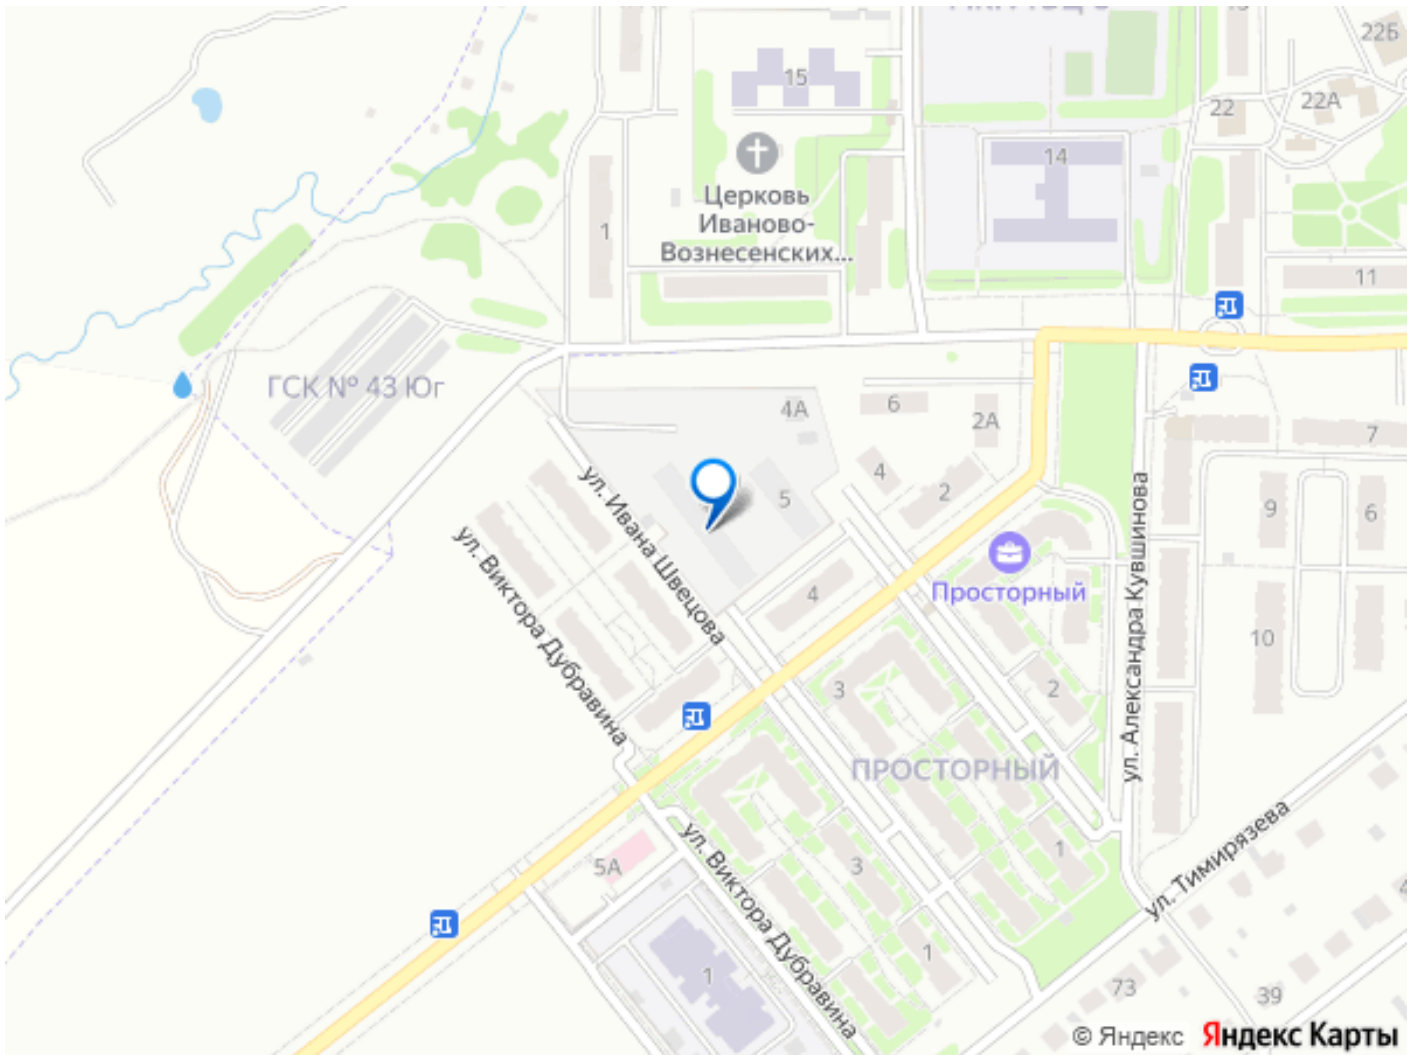 22Б
15
22А
22
14
Церковь
Иваново-
Вознесенских...
1
11
ГСК № 43 Юг
4А
6
2А
7
4
2
5
9
6
ул. Ивана Швецова
ул. Виктора Дубравина
ул. Александра Кувшинова
Просторный
4
10
3
2
ПРОСТОРНЫЙ
ул. Тимирязева
ул. Виктора Дубравина
5А
3
1
1
1
73
39
© Яндекс Яндекс Карты